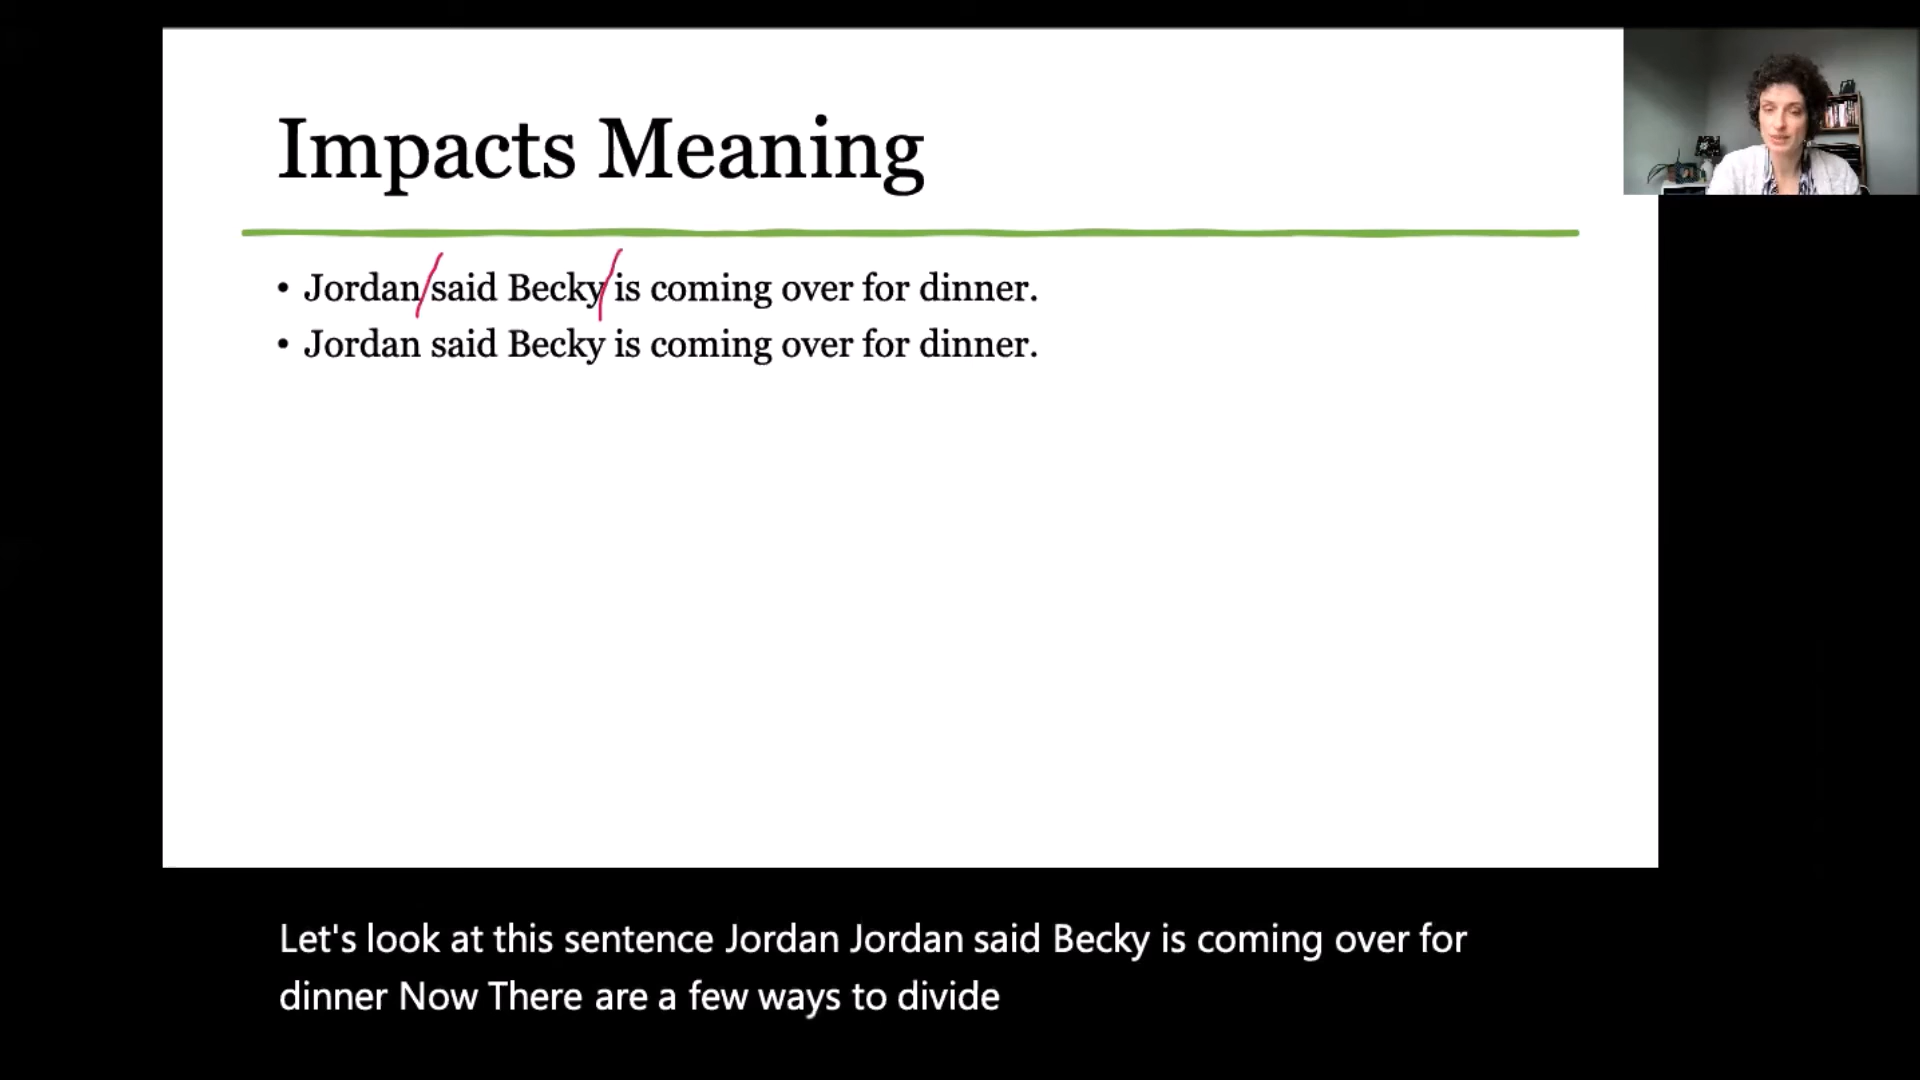 Impacts Meaning
• Jordan/said Becky/is coming over for dinner.
• Jordan said Becky is coming over for dinner.
Let's look at this sentence Jordan Jordan said Becky is coming over for
dinner Now There are a few ways to divide